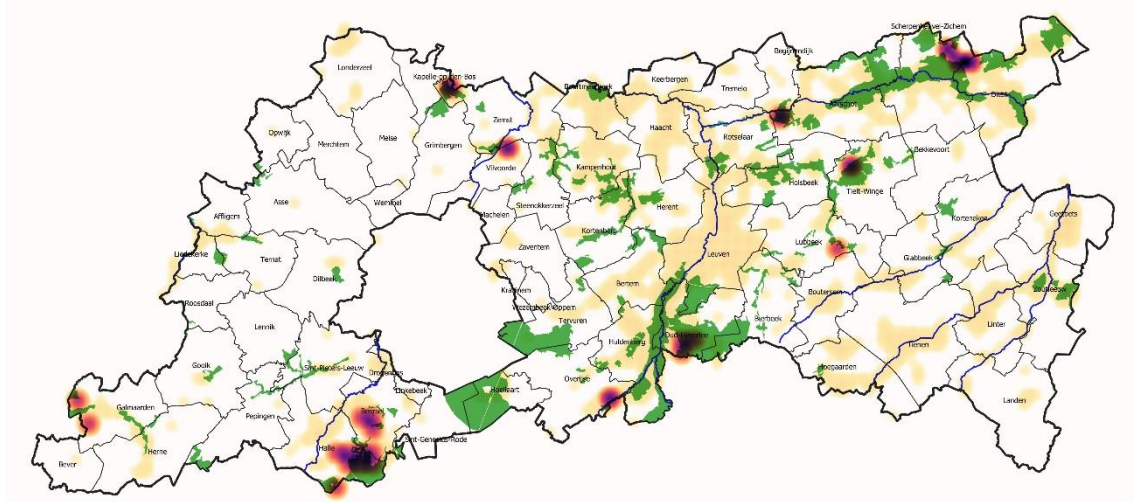 Scherpenheuvel-Zichem
Begijnendijk
Londerzeel
Kapelle-op-den-Bos
Keerbergen
Tremelo
Boortmeerbeek
Diest
Aarschot
Zemst
Haacht
Opwijk
Meise
Rotselaar
Merchtem
Grimbergen
Bekkevoort
Vilvoorde
Kampenhout
Holsbeek
Tielt-Winge
Asse
Wemmel
Steenokkerzeel
Herent
Affligem
Machelen
Kortenaken
Geetbets
Kortenberg
Lubbeek
Liedekerke
Ternat
Zaventem
Leuven
Glabbeek
Dilbeek
Bertem
Kraainem
Boutersem
Zoutleeuw
Roosdaal
Wezembeek-Oppem
Tervuren
Bierbeek
Linter
Lennik
Oud-Heverlee
Huldenberg
Tienen
Gooik
Sint-Pieters-Leeuw
Drogenbos
Hoegaarden
Overijse
Linkebeek
Hoeilaart
Landen
Galmaarden
Pepingen
Beersel
Sint-Genesius-Rode
Halle
Herne
Bever